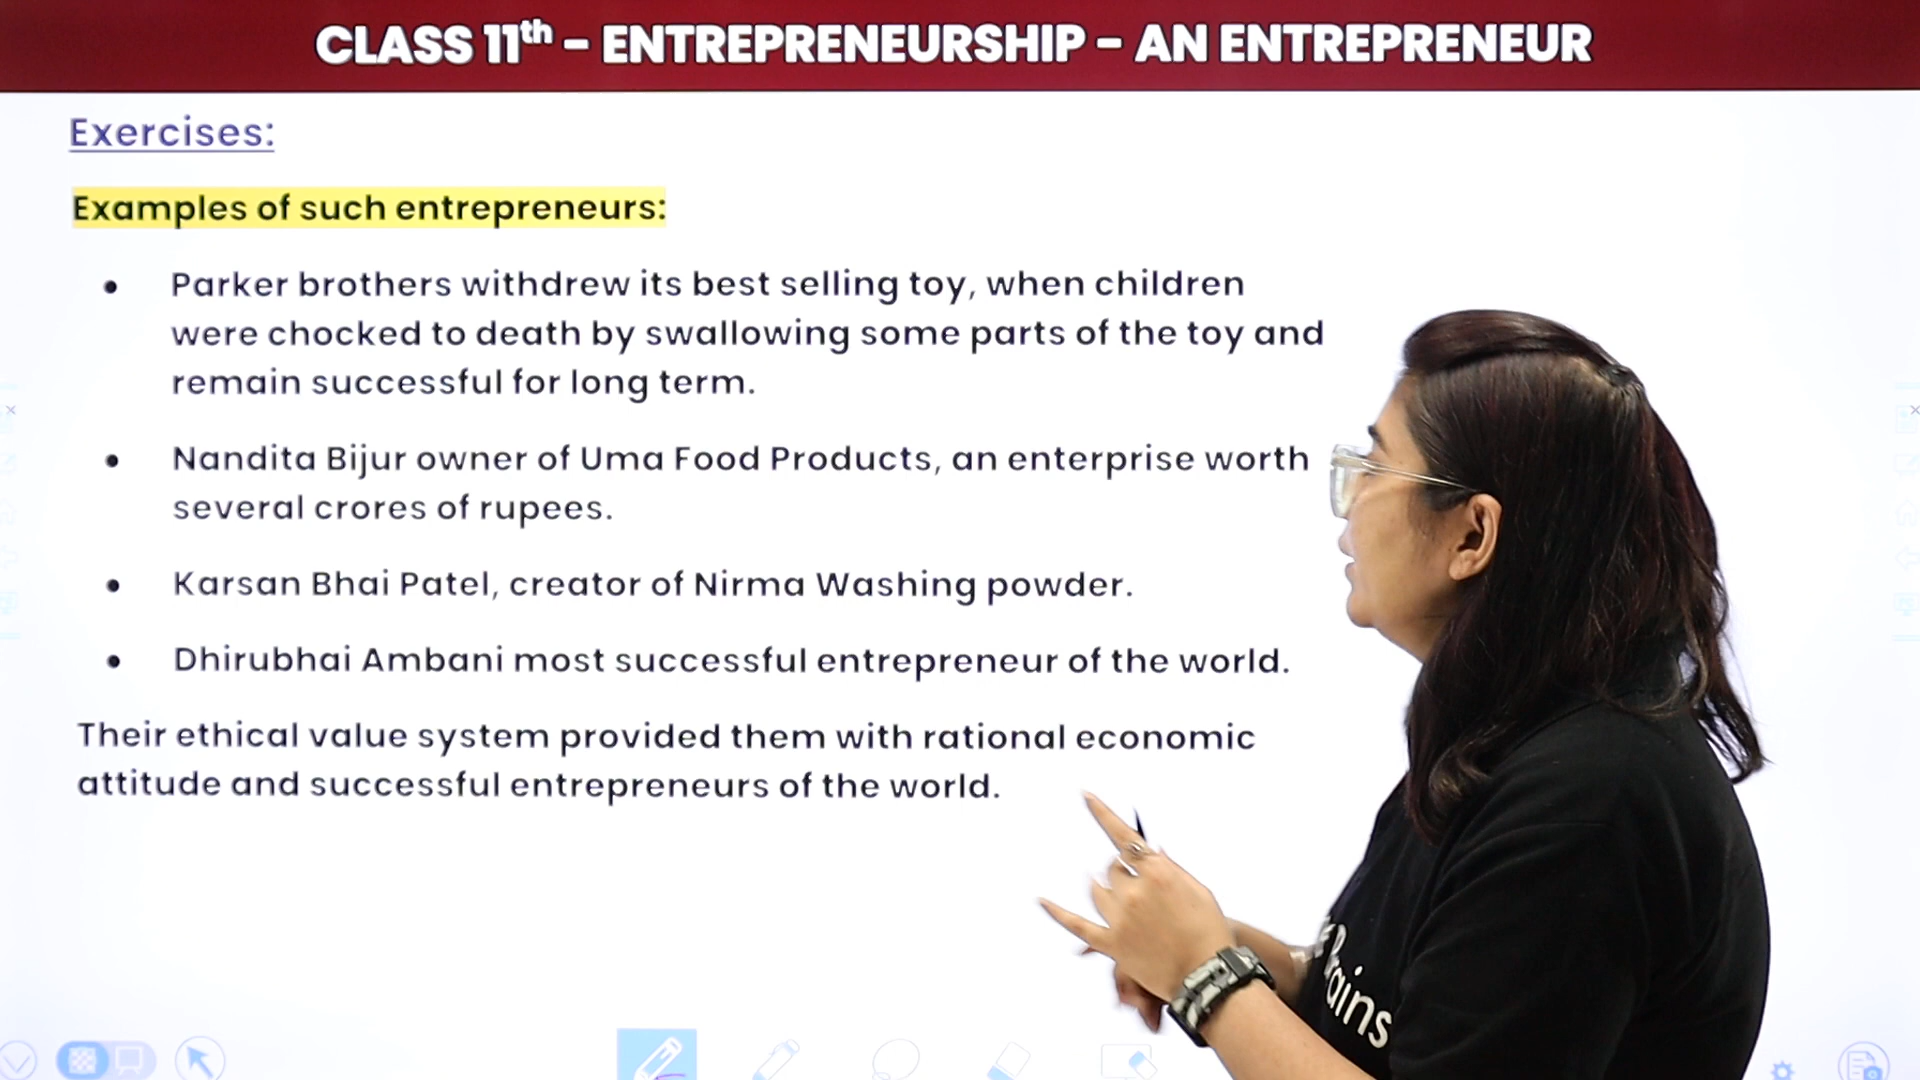 CLASS 11th – ENTREPRENEURSHIP – AN ENTREPRENEUR
Exercises:
Examples of such entrepreneurs:
• Parker brothers withdrew its best selling toy, when children
were chocked to death by swallowing some parts of the toy and
remain successful for long term.
• Nandita Bijur owner of Uma Food Products, an enterprise worth
several crores of rupees.
• Karsan Bhai Patel, creator of Nirma Washing powder.
• Dhirubhai Ambani most successful entrepreneur of the world.
Their ethical value system provided them with rational economic
attitude and successful entrepreneurs of the world.
Brains